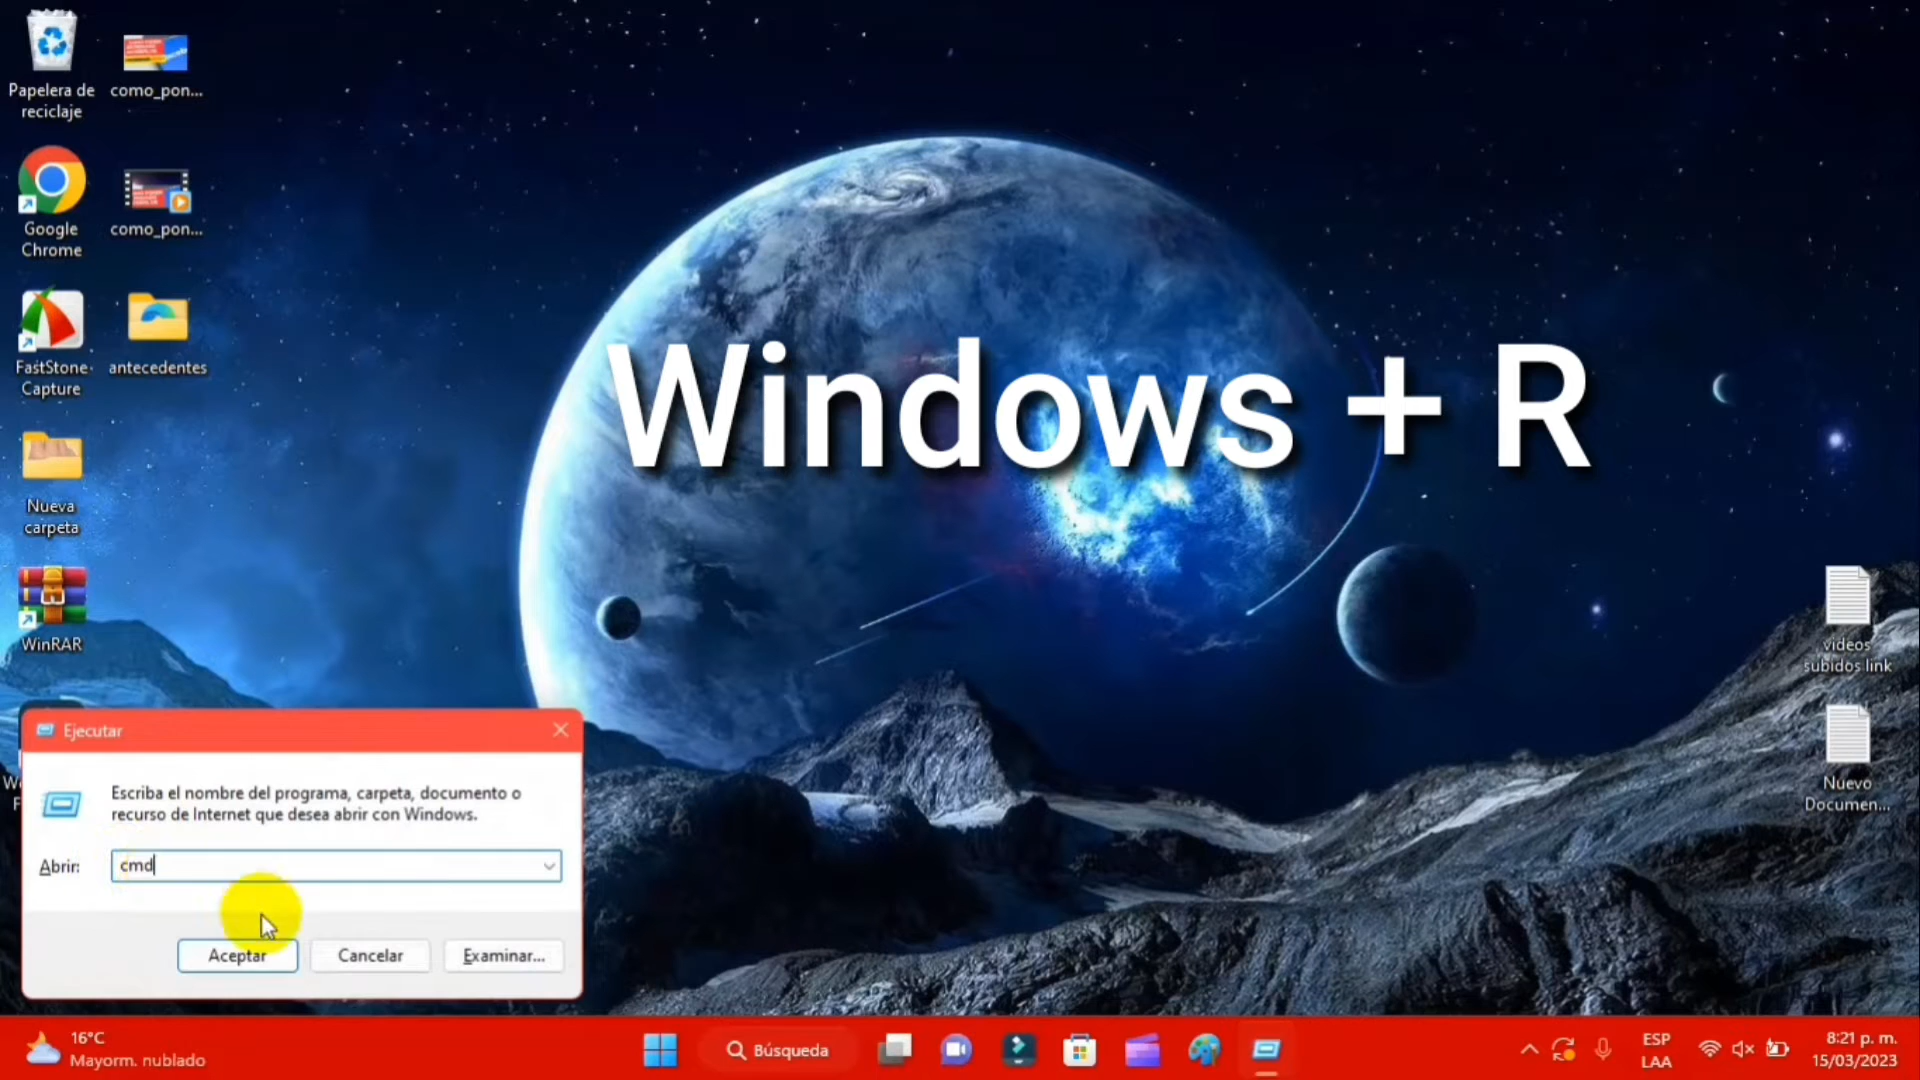 Papelera de
reciclaje
como_pon...
Google
Chrome
como_pon...
FastStone
Capture
antecedentes
Nueva
carpeta
WinRAR
Windows + R
videos
subidos link
Nuevo
Documen...
Ejecutar
Escriba el nombre del programa, carpeta, documento o
recurso de Internet que desea abrir con Windows.
Abrir:
cmd
Aceptar
Cancelar
Examinar...
16°C
Mayorm. nublado
Búsqueda
ESP
LAA
8:21 p. m.
15/03/2023